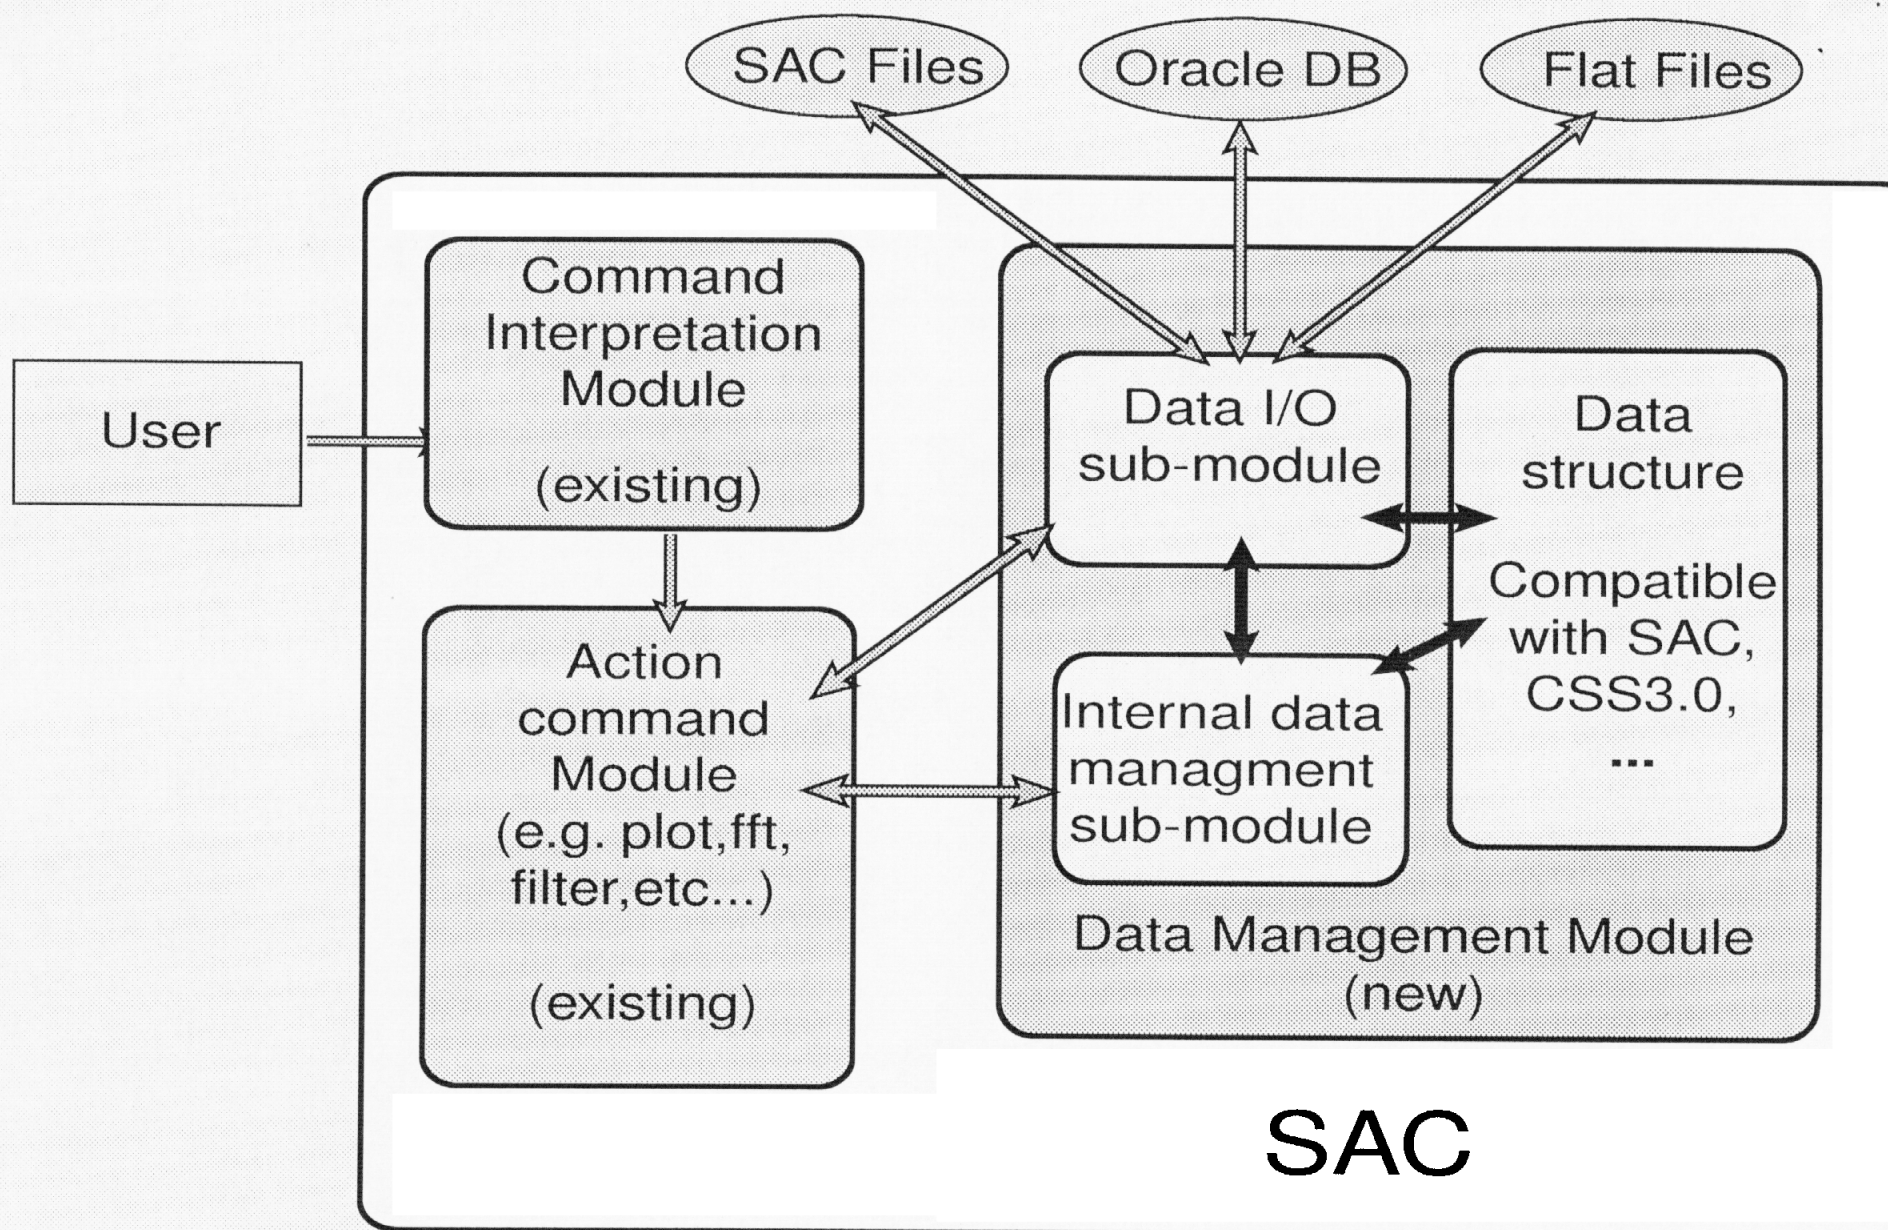 SAC Files
Oracle DB
Flat Files
User
Command
Interpretation
Module
(existing)
Action
command
Module
(e.g. plot,fft,
filter,etc...)
(existing)
Data I/O
sub-module
Internal data
managment
sub-module
Data
structure
Compatible
with SAC,
CSS3.0,
...
Data Management Module
(new)
SAC